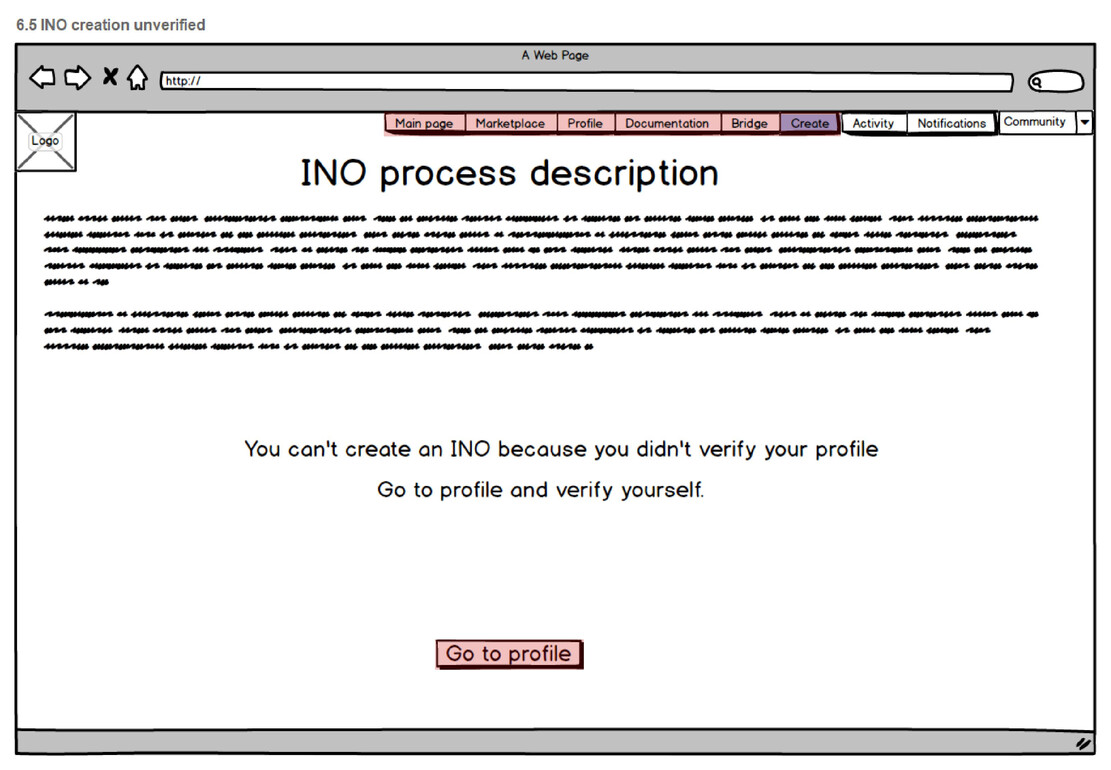 6.5 INO creation unverified
A Web Page
http://
Logo
Main page Marketplace Profile Documentation Bridge Create Activity Notifications Community
INO process description
You can't create an INO because you didn't verify your profile
Go to profile and verify yourself.
Go to profile